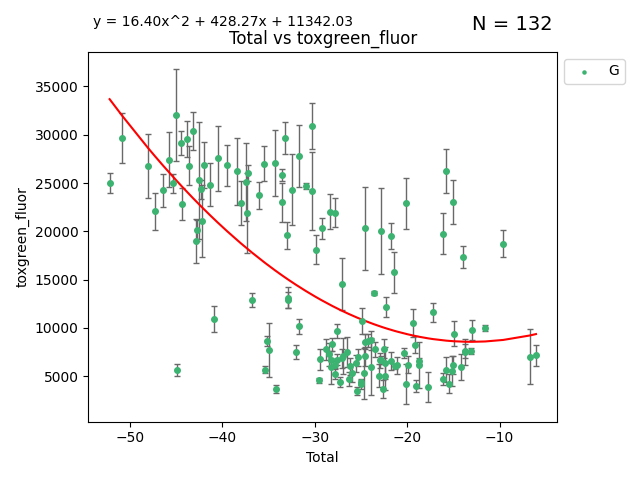 y = 16.40x^2 + 428.27x + 11342.03
N = 132
Total vs toxgreen_fluor
G
35000
30000
25000
20000
15000
10000
5000
toxgreen_fluor
−50
−40
−30
−20
−10
Total